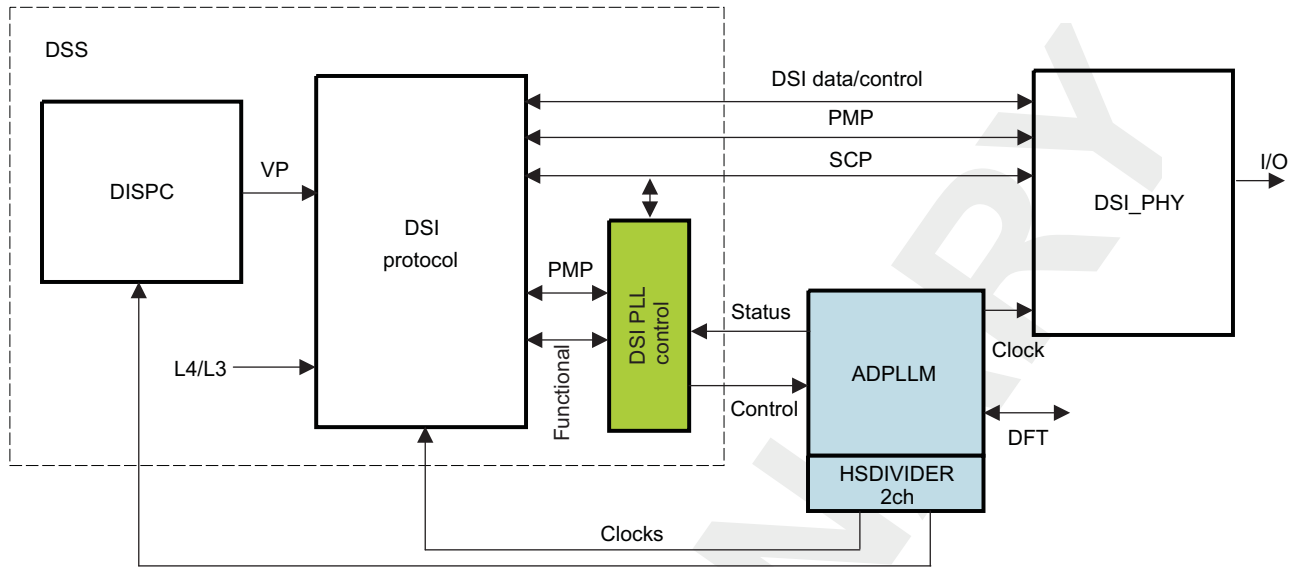 DSS
DISPC
VP
DSI
protocol
L4/L3
DSI data/control
PMP
SCP
PMP
Functional
DSI PLL
control
Status
Control
ADPLLM
HSDIVIDER
2ch
Clocks
Clock
DFT
DSI_PHY
I/O